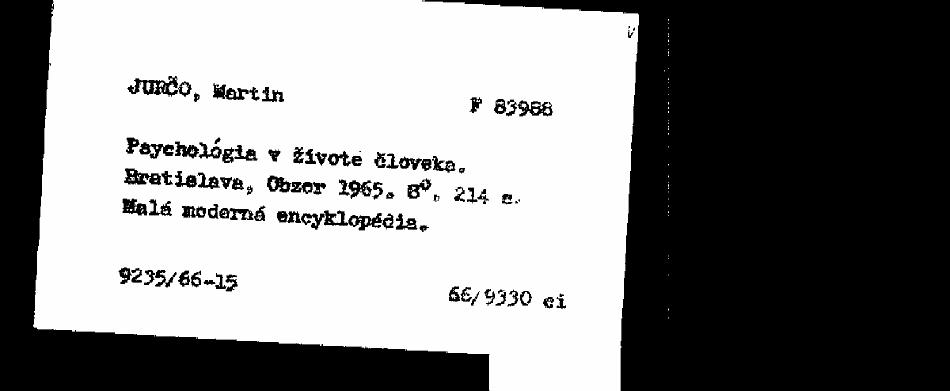 JURČO, Martin
F 83988
Psychológia v živote človeka.
Bratislava, Obzor 1965. 8°, 214 s.
Malá moderná encyklopédia.
9235/66-15
66/9330 ci